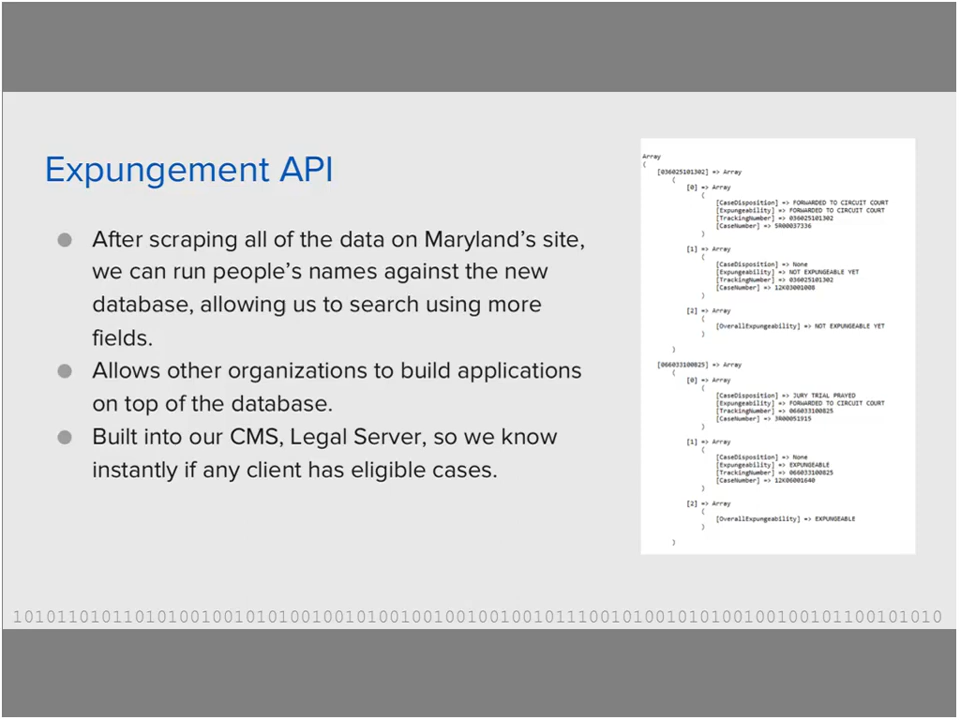 Expungement API
● After scraping all of the data on Maryland's site,
we can run people's names against the new
database, allowing us to search using more
fields.
● Allows other organizations to build applications
on top of the database.
● Built into our CMS, Legal Server, so we know
instantly if any client has eligible cases.
Array
(
[036025101302] => Array
(
[0] => Array
(
[CaseDisposition] => FORWARDED TO CIRCUIT COURT
[Expungeability] => FORWARDED TO CIRCUIT COURT
[TrackingNumber] => 036025101302
[CaseNumber] => 5R00037336
)
[1] => Array
(
[CaseDisposition] => None
[Expungeability] => NOT EXPUNGEABLE YET
[TrackingNumber] => 036025101302
[CaseNumber] => 12K03001008
)
[2] => Array
(
[OverallExpungeability] => NOT EXPUNGEABLE YET
)
)
[066033100825] => Array
(
[0] => Array
(
[CaseDisposition] => JURY TRIAL PRAYED
[Expungeability] => FORWARDED TO CIRCUIT COURT
[TrackingNumber] => 066033100825
[CaseNumber] => 3R00051915
)
[1] => Array
(
[CaseDisposition] => None
[Expungeability] => EXPUNGEABLE
[TrackingNumber] => 066033100825
[CaseNumber] => 12K06001640
)
[2] => Array
(
[OverallExpungeability] => EXPUNGEABLE
)
)